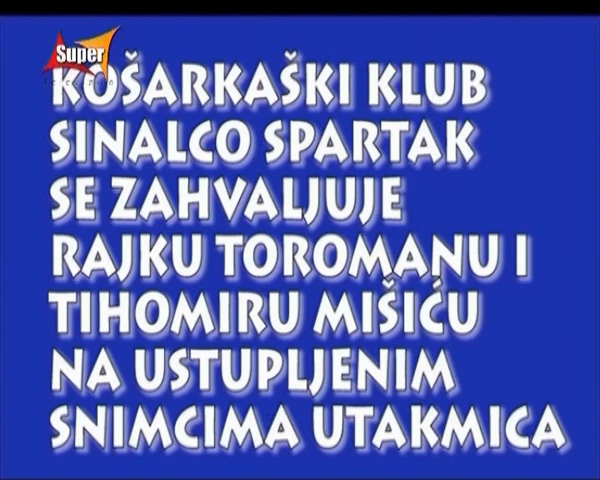 Super
KOŠARKAŠKI KLUB
SINALCO SPARTAK
SE ZAHVALJUJE
RAJKU TOROMANU I
TIHOMIRU MIŠIĆU
NA USTUPLJENIM
SNIMCIMA UTAKMICA